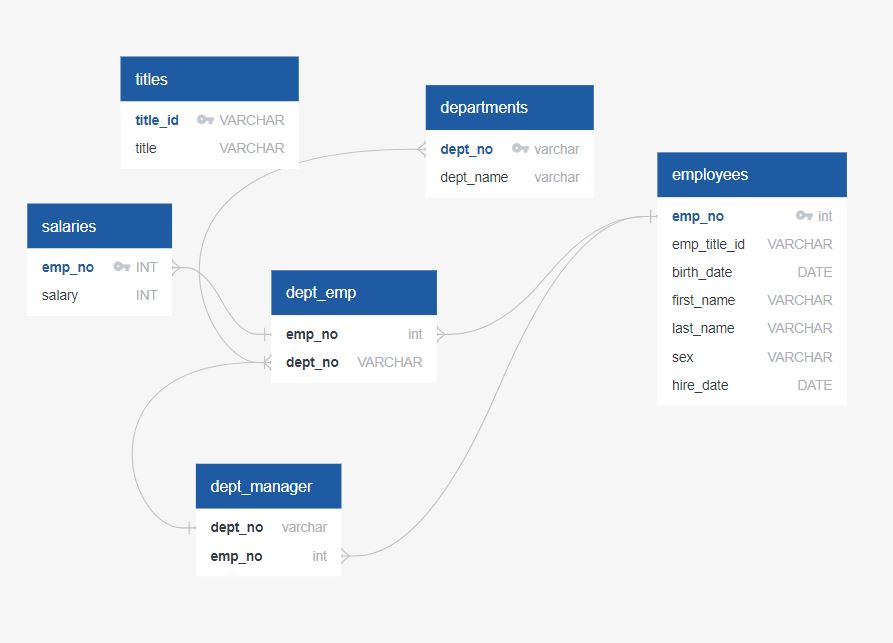 titles
title_id VARCHAR
title VARCHAR
departments
dept_no varchar
dept_name varchar
employees
emp_no int
emp_title_id VARCHAR
birth_date DATE
first_name VARCHAR
last_name VARCHAR
sex VARCHAR
hire_date DATE
salaries
emp_no INT
salary INT
dept_emp
emp_no int
dept_no VARCHAR
dept_manager
dept_no varchar
emp_no int